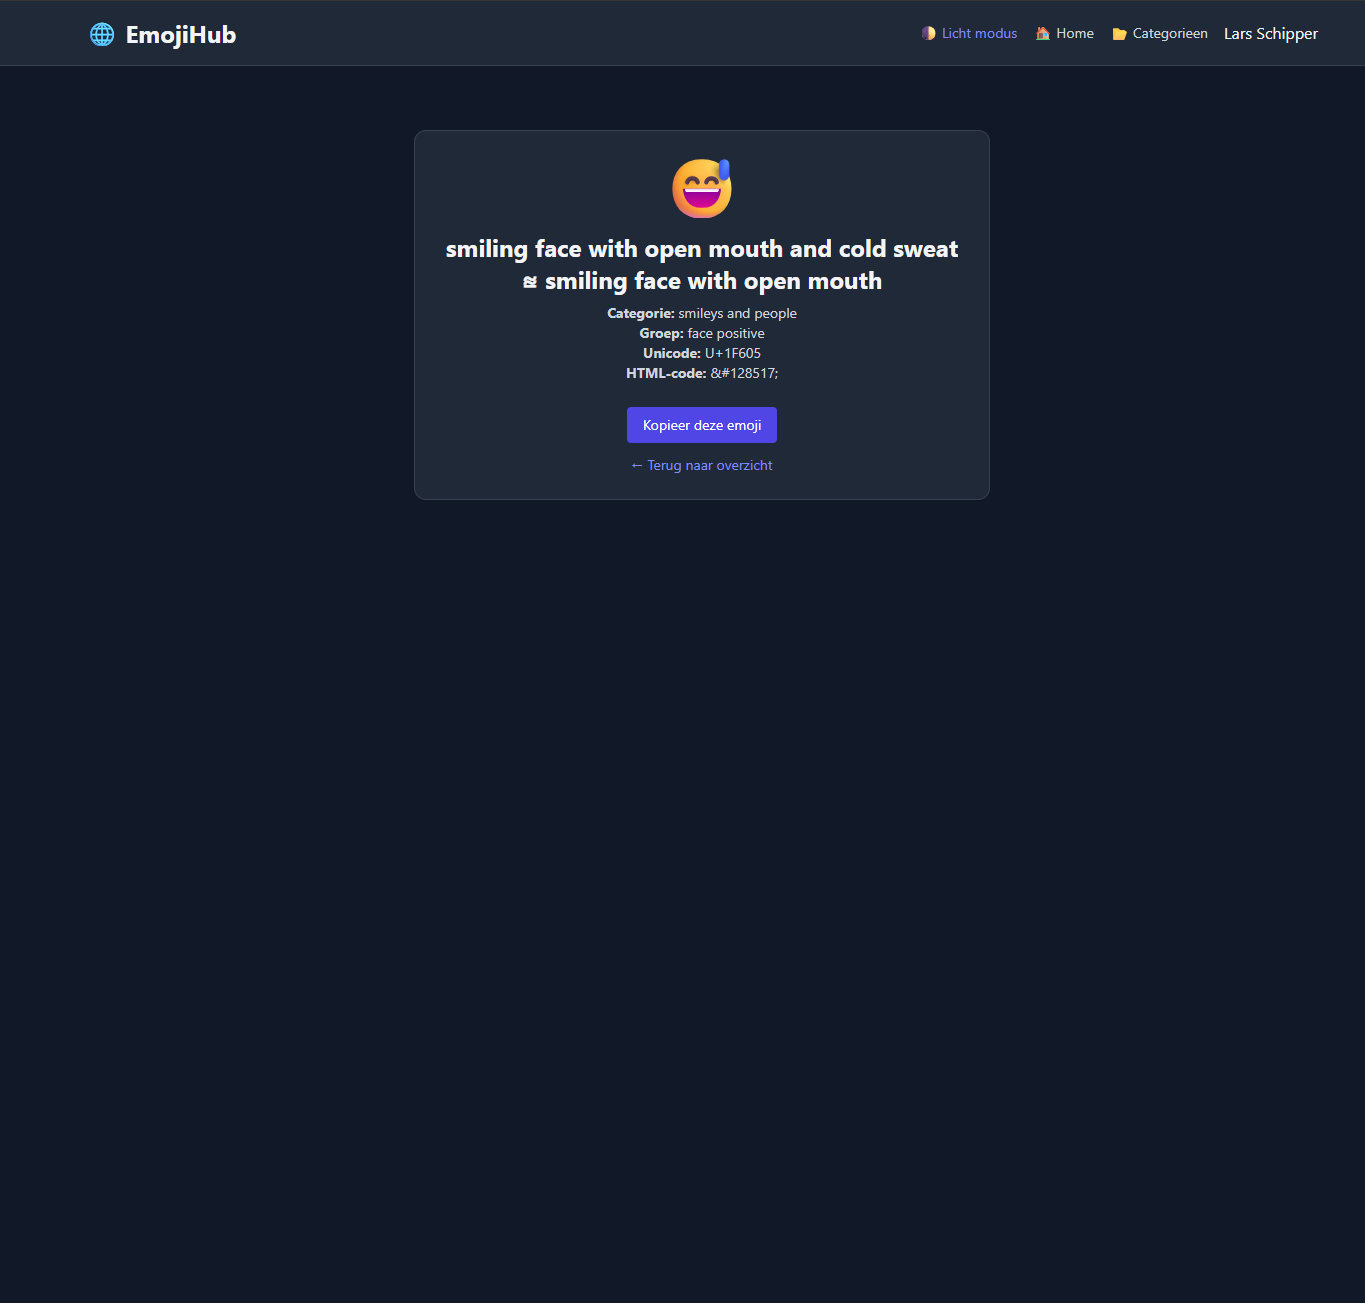 🌐 EmojiHub
🌓 Licht modus 🏠 Home 📂 Categorieen Lars Schipper
😅
smiling face with open mouth and cold sweat
≊ smiling face with open mouth
Categorie: smileys and people
Groep: face positive
Unicode: U+1F605
HTML-code: &#128517;
Kopieer deze emoji
← Terug naar overzicht